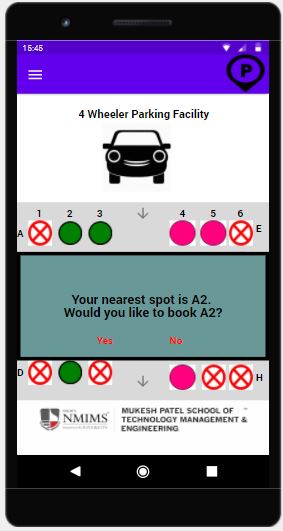 15:45
P
4 Wheeler Parking Facility
1 2 3 4 5 6
A E
Your nearest spot is A2.
Would you like to book A2?
Yes No
D H
NMIMS
MUKESH PATEL SCHOOL OF
TECHNOLOGY MANAGEMENT &
ENGINEERING